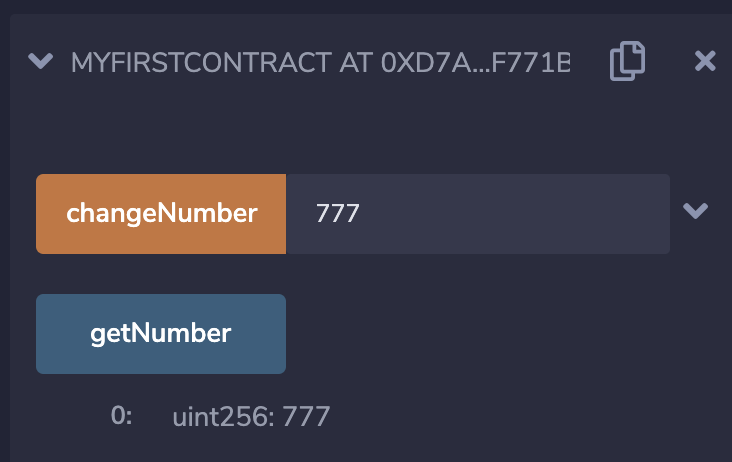 MYFIRSTCONTRACT AT 0XD7A...F771B
changeNumber 777
getNumber
0: uint256: 777